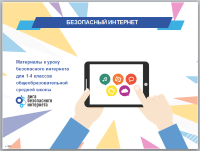 БЕЗОПАСНЫЙ ИНТЕРНЕТ
Материалы к уроку
безопасного интернета
для 1-4 классов
общеобразовательной
средней школы
лига
безопасного
интернета